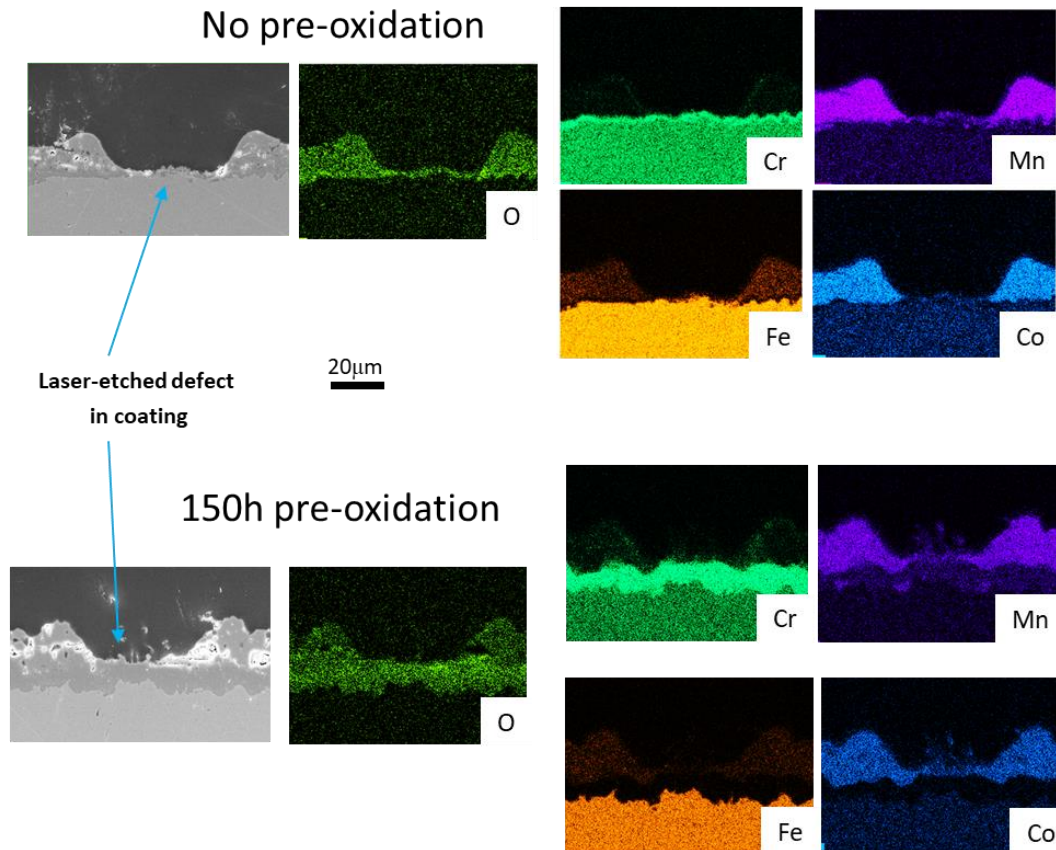 No pre-oxidation
O
Cr
Mn
Fe
Co
Laser-etched defect
in coating
20μm
150h pre-oxidation
O
Cr
Mn
Fe
Co